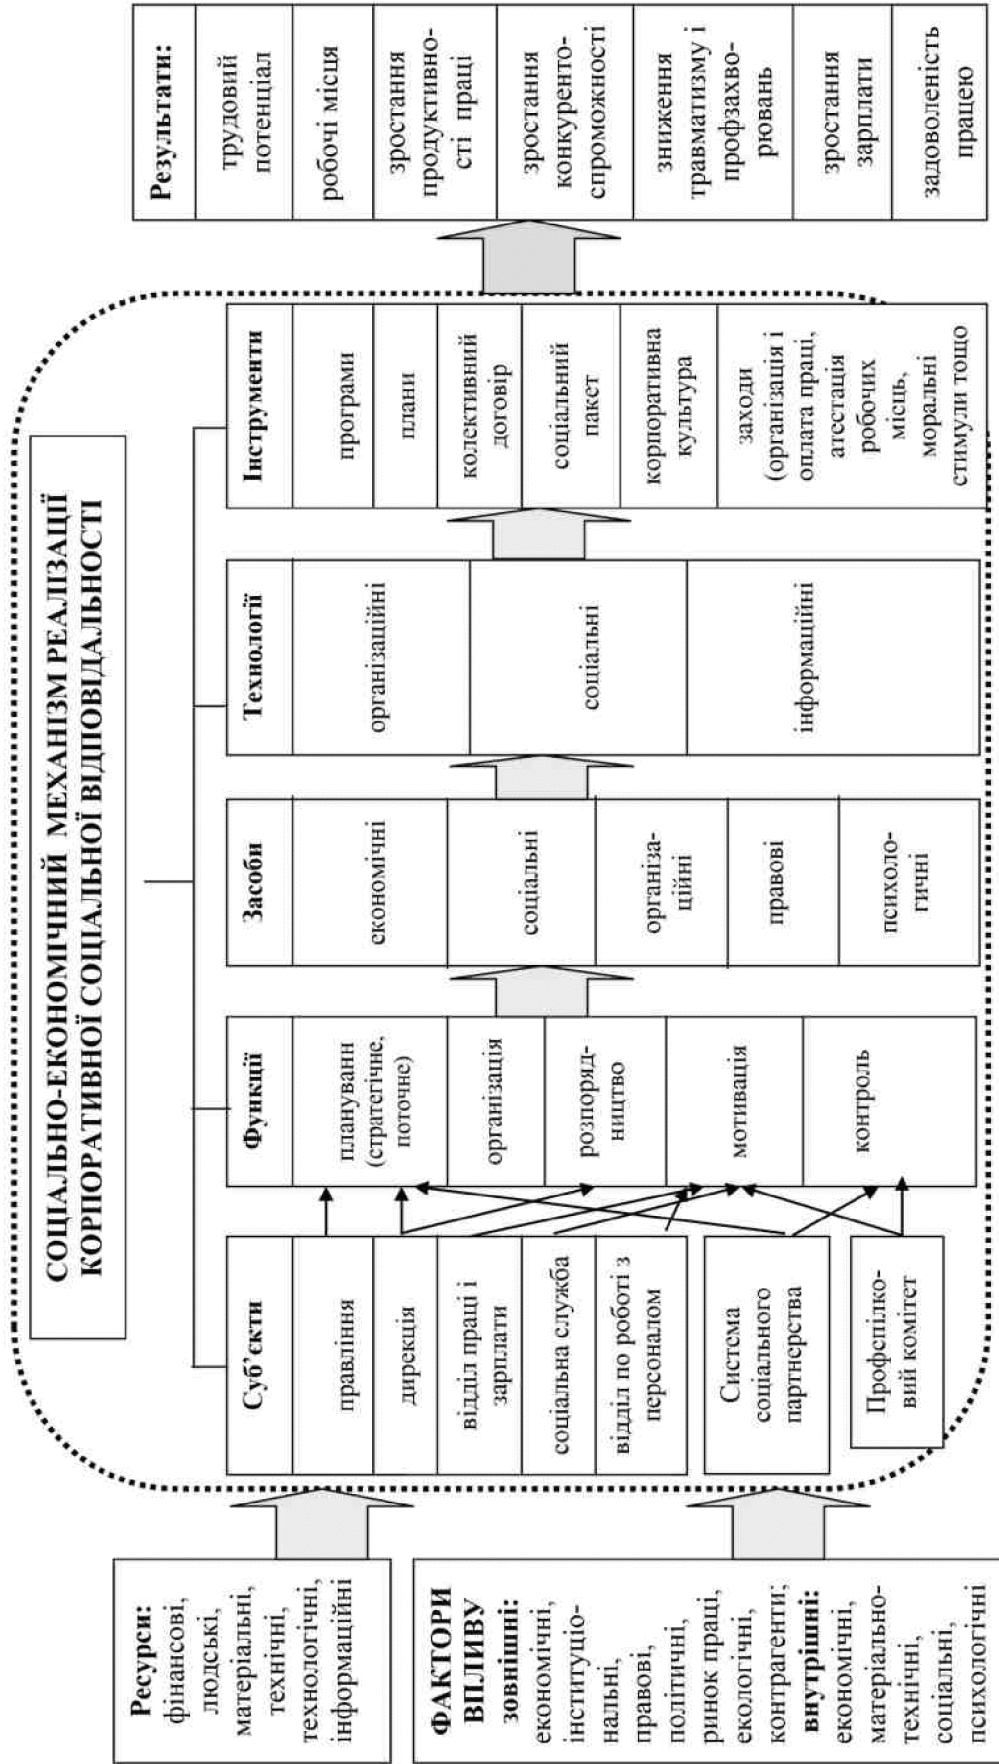 СОЦІАЛЬНО-ЕКОНОМІЧНИЙ МЕХАНІЗМ РЕАЛІЗАЦІЇ
КОРПОРАТИВНОЇ СОЦІАЛЬНОЇ ВІДПОВІДАЛЬНОСТІ
Ресурси:
фінансові,
людські,
матеріальні,
технічні,
технологічні,
інформаційні
ФАКТОРИ
ВПЛИВУ
зовнішні:
економічні,
інституціо-
нальні,
правові,
політичні,
ринок праці,
екологічні,
контрагенти;
внутрішні:
економічні,
матеріально-
технічні,
соціальні,
психологічні
Суб’єкти
правління
дирекція
відділ праці і
зарплати
соціальна служба
відділ по роботі з
персоналом
Система
соціального
партнерства
Профспілко-
вий комітет
Функції
плануванн
(стратегічне,
поточне)
організація
розпоряд-
ництво
мотивація
контроль
Засоби
економічні
соціальні
організа-
ційні
правові
психоло-
гичні
Технології
організаційні
соціальні
інформаційні
Інструменти
програми
плани
колективний
договір
соціальний
пакет
корпоративна
культура
заходи
(організація і
оплата праці,
атестація
робочих
місць,
моральні
стимули тощо
Результати:
трудовий
потенціал
робочі місця
зростання
продуктивно-
сті праці
зростання
конкуренто-
спроможності
зниження
травматизму і
профзахво-
рювань
зростання
зарплати
задоволеність
працею